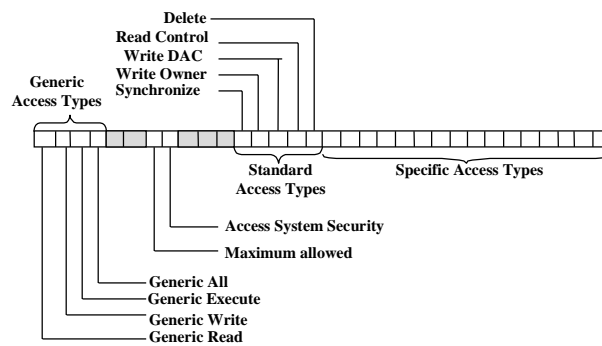 Delete
Read Control
Write DAC
Write Owner
Synchronize
Generic
Access Types
Standard
Access Types
Specific Access Types
Access System Security
Maximum allowed
Generic All
Generic Execute
Generic Write
Generic Read